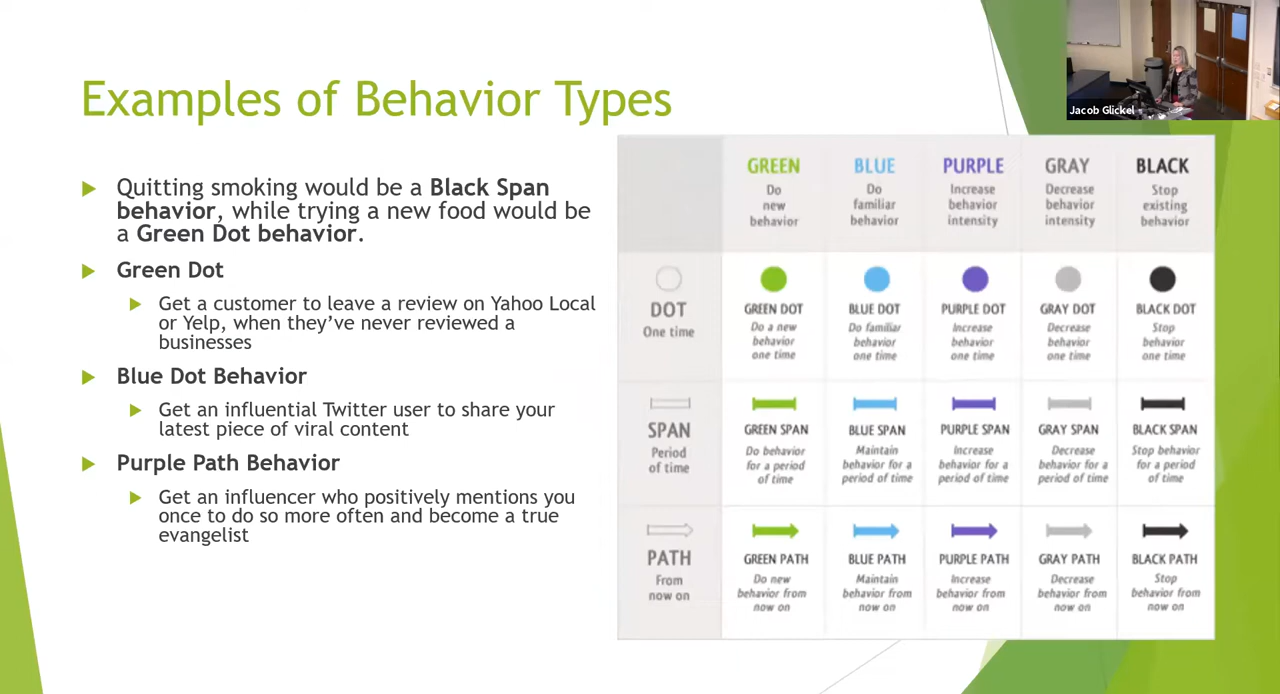 Examples of Behavior Types
Jacob Glickel
Quitting smoking would be a Black Span
behavior, while trying a new food would be
a Green Dot behavior.
Green Dot
Get a customer to leave a review on Yahoo Local
or Yelp, when they've never reviewed a
businesses
Blue Dot Behavior
Get an influential Twitter user to share your
latest piece of viral content
Purple Path Behavior
Get an influencer who positively mentions you
once to do so more often and become a true
evangelist
GREEN
Do
new
behavior
BLUE
Do
familiar
behavior
PURPLE
Increase
behavior
intensity
GRAY
Decrease
behavior
intensity
BLACK
Stop
existing
behavior
DOT
One time
GREEN DOT
Do a new
behavior
one time
BLUE DOT
Do familiar
behavior
one time
PURPLE DOT
Increase
behavior
one time
GRAY DOT
Decrease
behavior
one time
BLACK DOT
Stop
behavior
one time
SPAN
Period
of time
GREEN SPAN
Do behavior
for a period
of time
BLUE SPAN
Maintain
behavior for a
period of time
PURPLE SPAN
Increase
behavior for a
period of time
GRAY SPAN
Decrease
behavior for a
period of time
BLACK SPAN
Stop behavior
for a period
of time
PATH
From
now on
GREEN PATH
Do new
behavior from
now on
BLUE PATH
Maintain
behavior from
now on
PURPLE PATH
Increase
behavior from
now on
GRAY PATH
Decrease
behavior from
now on
BLACK PATH
Stop
behavior from
now on